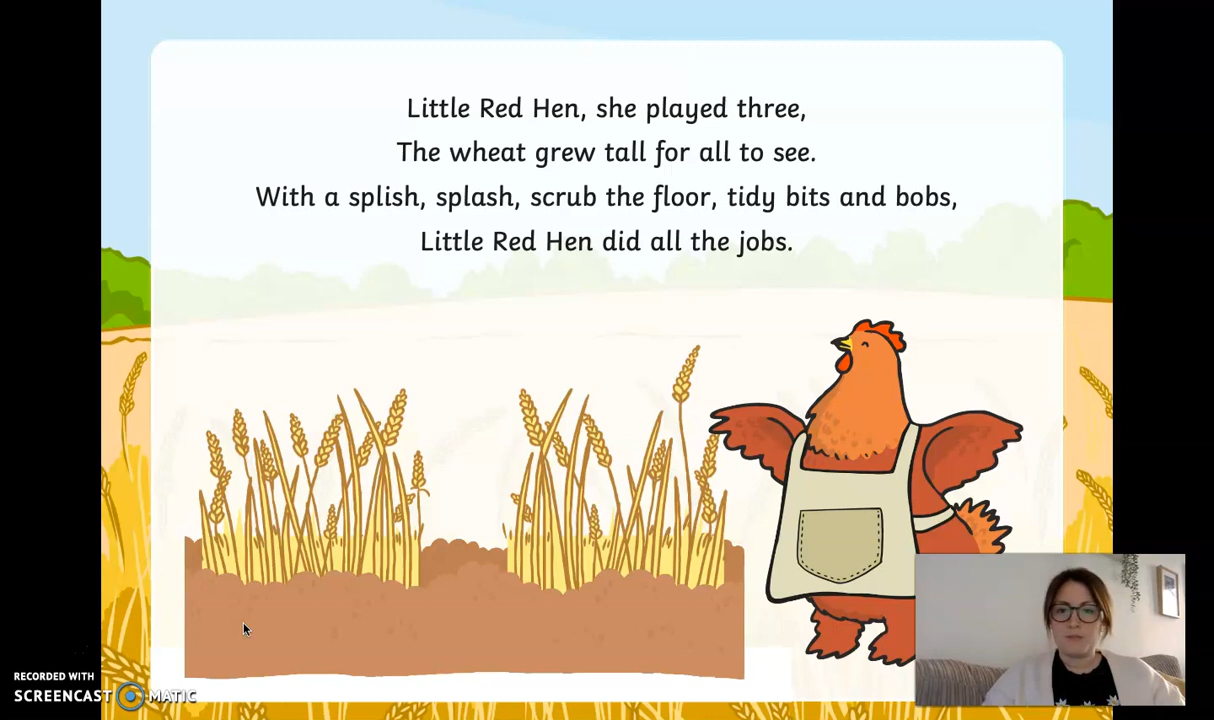 Little Red Hen, she played three,
The wheat grew tall for all to see.
With a splish, splash, scrub the floor, tidy bits and bobs,
Little Red Hen did all the jobs.
RECORDED WITH
SCREENCAST MATIC